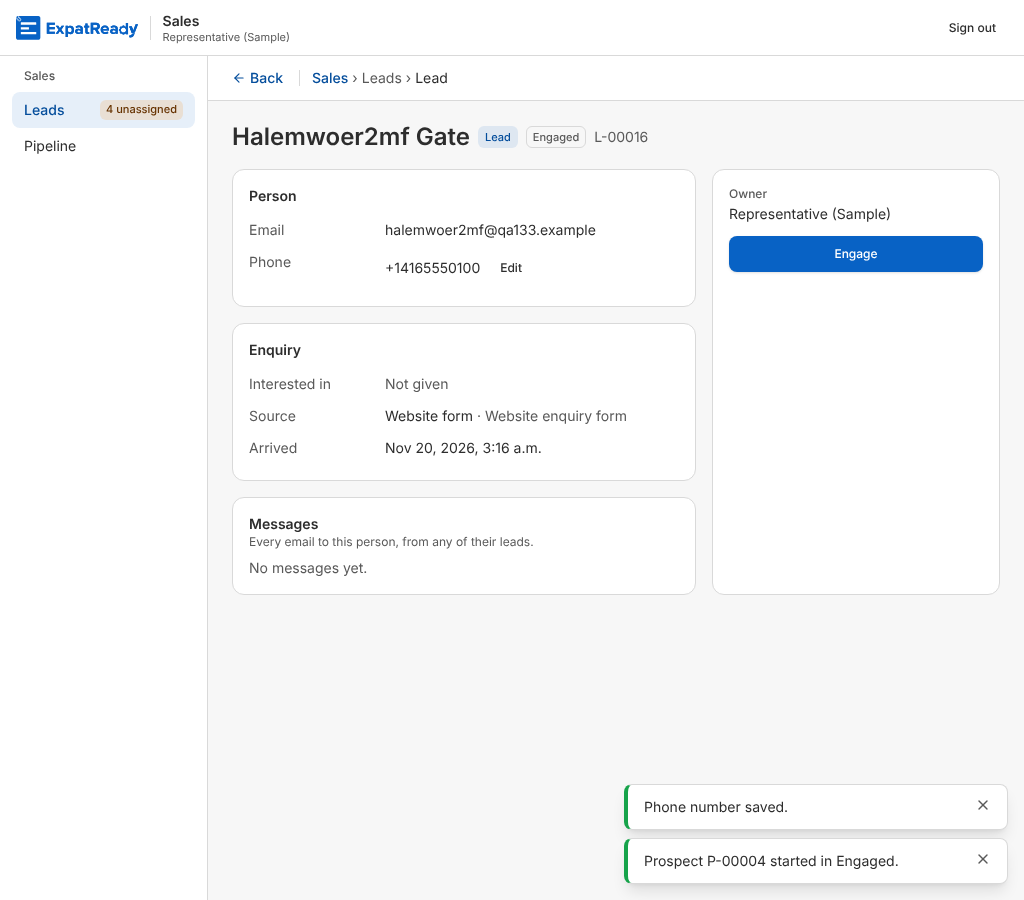 ExpatReady
Sales
Representative (Sample)
Sign out
Sales
Leads
4 unassigned
Pipeline
← Back
Sales › Leads › Lead
Halemwoer2mf Gate
Lead
Engaged
L-00016
Person
Email
halemwoer2mf@qa133.example
Phone
+14165550100
Edit
Enquiry
Interested in
Not given
Source
Website form · Website enquiry form
Arrived
Nov 20, 2026, 3:16 a.m.
Messages
Every email to this person, from any of their leads.
No messages yet.
Owner
Representative (Sample)
Engage
Phone number saved.
Prospect P-00004 started in Engaged.